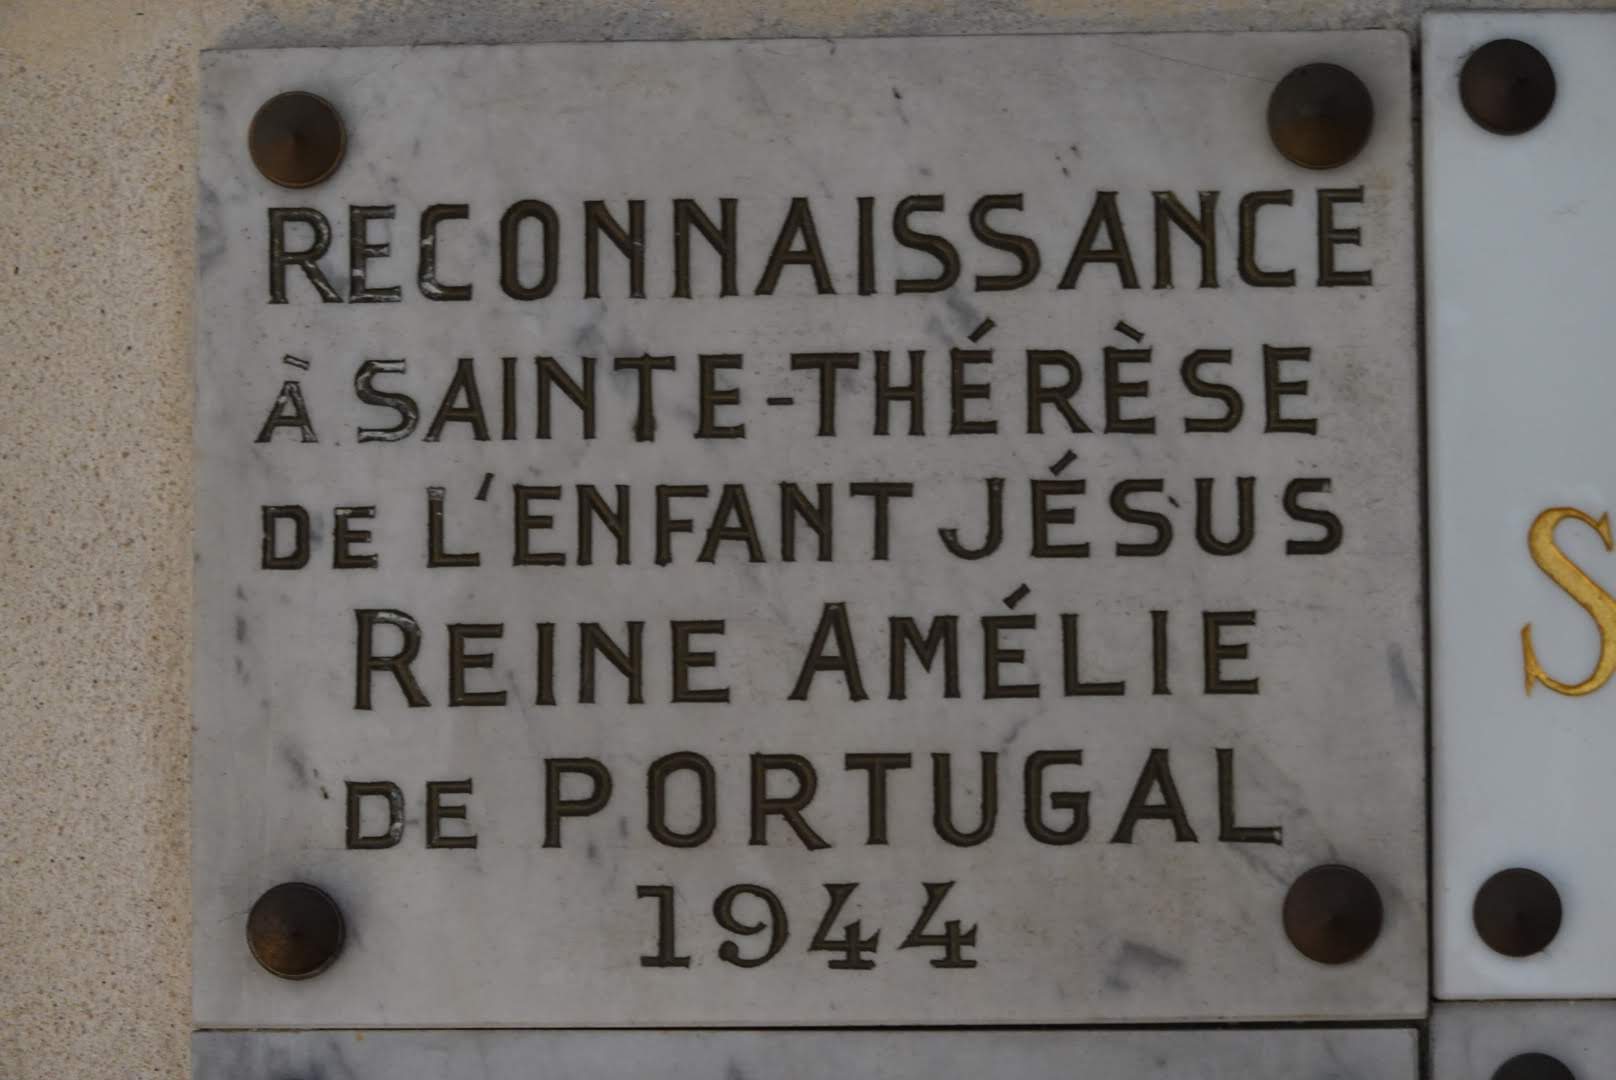 RECONNAISSANCE
À SAINTE-THÉRÈSE
DE L'ENFANT JÉSUS
REINE AMÉLIE
DE PORTUGAL
1944
S